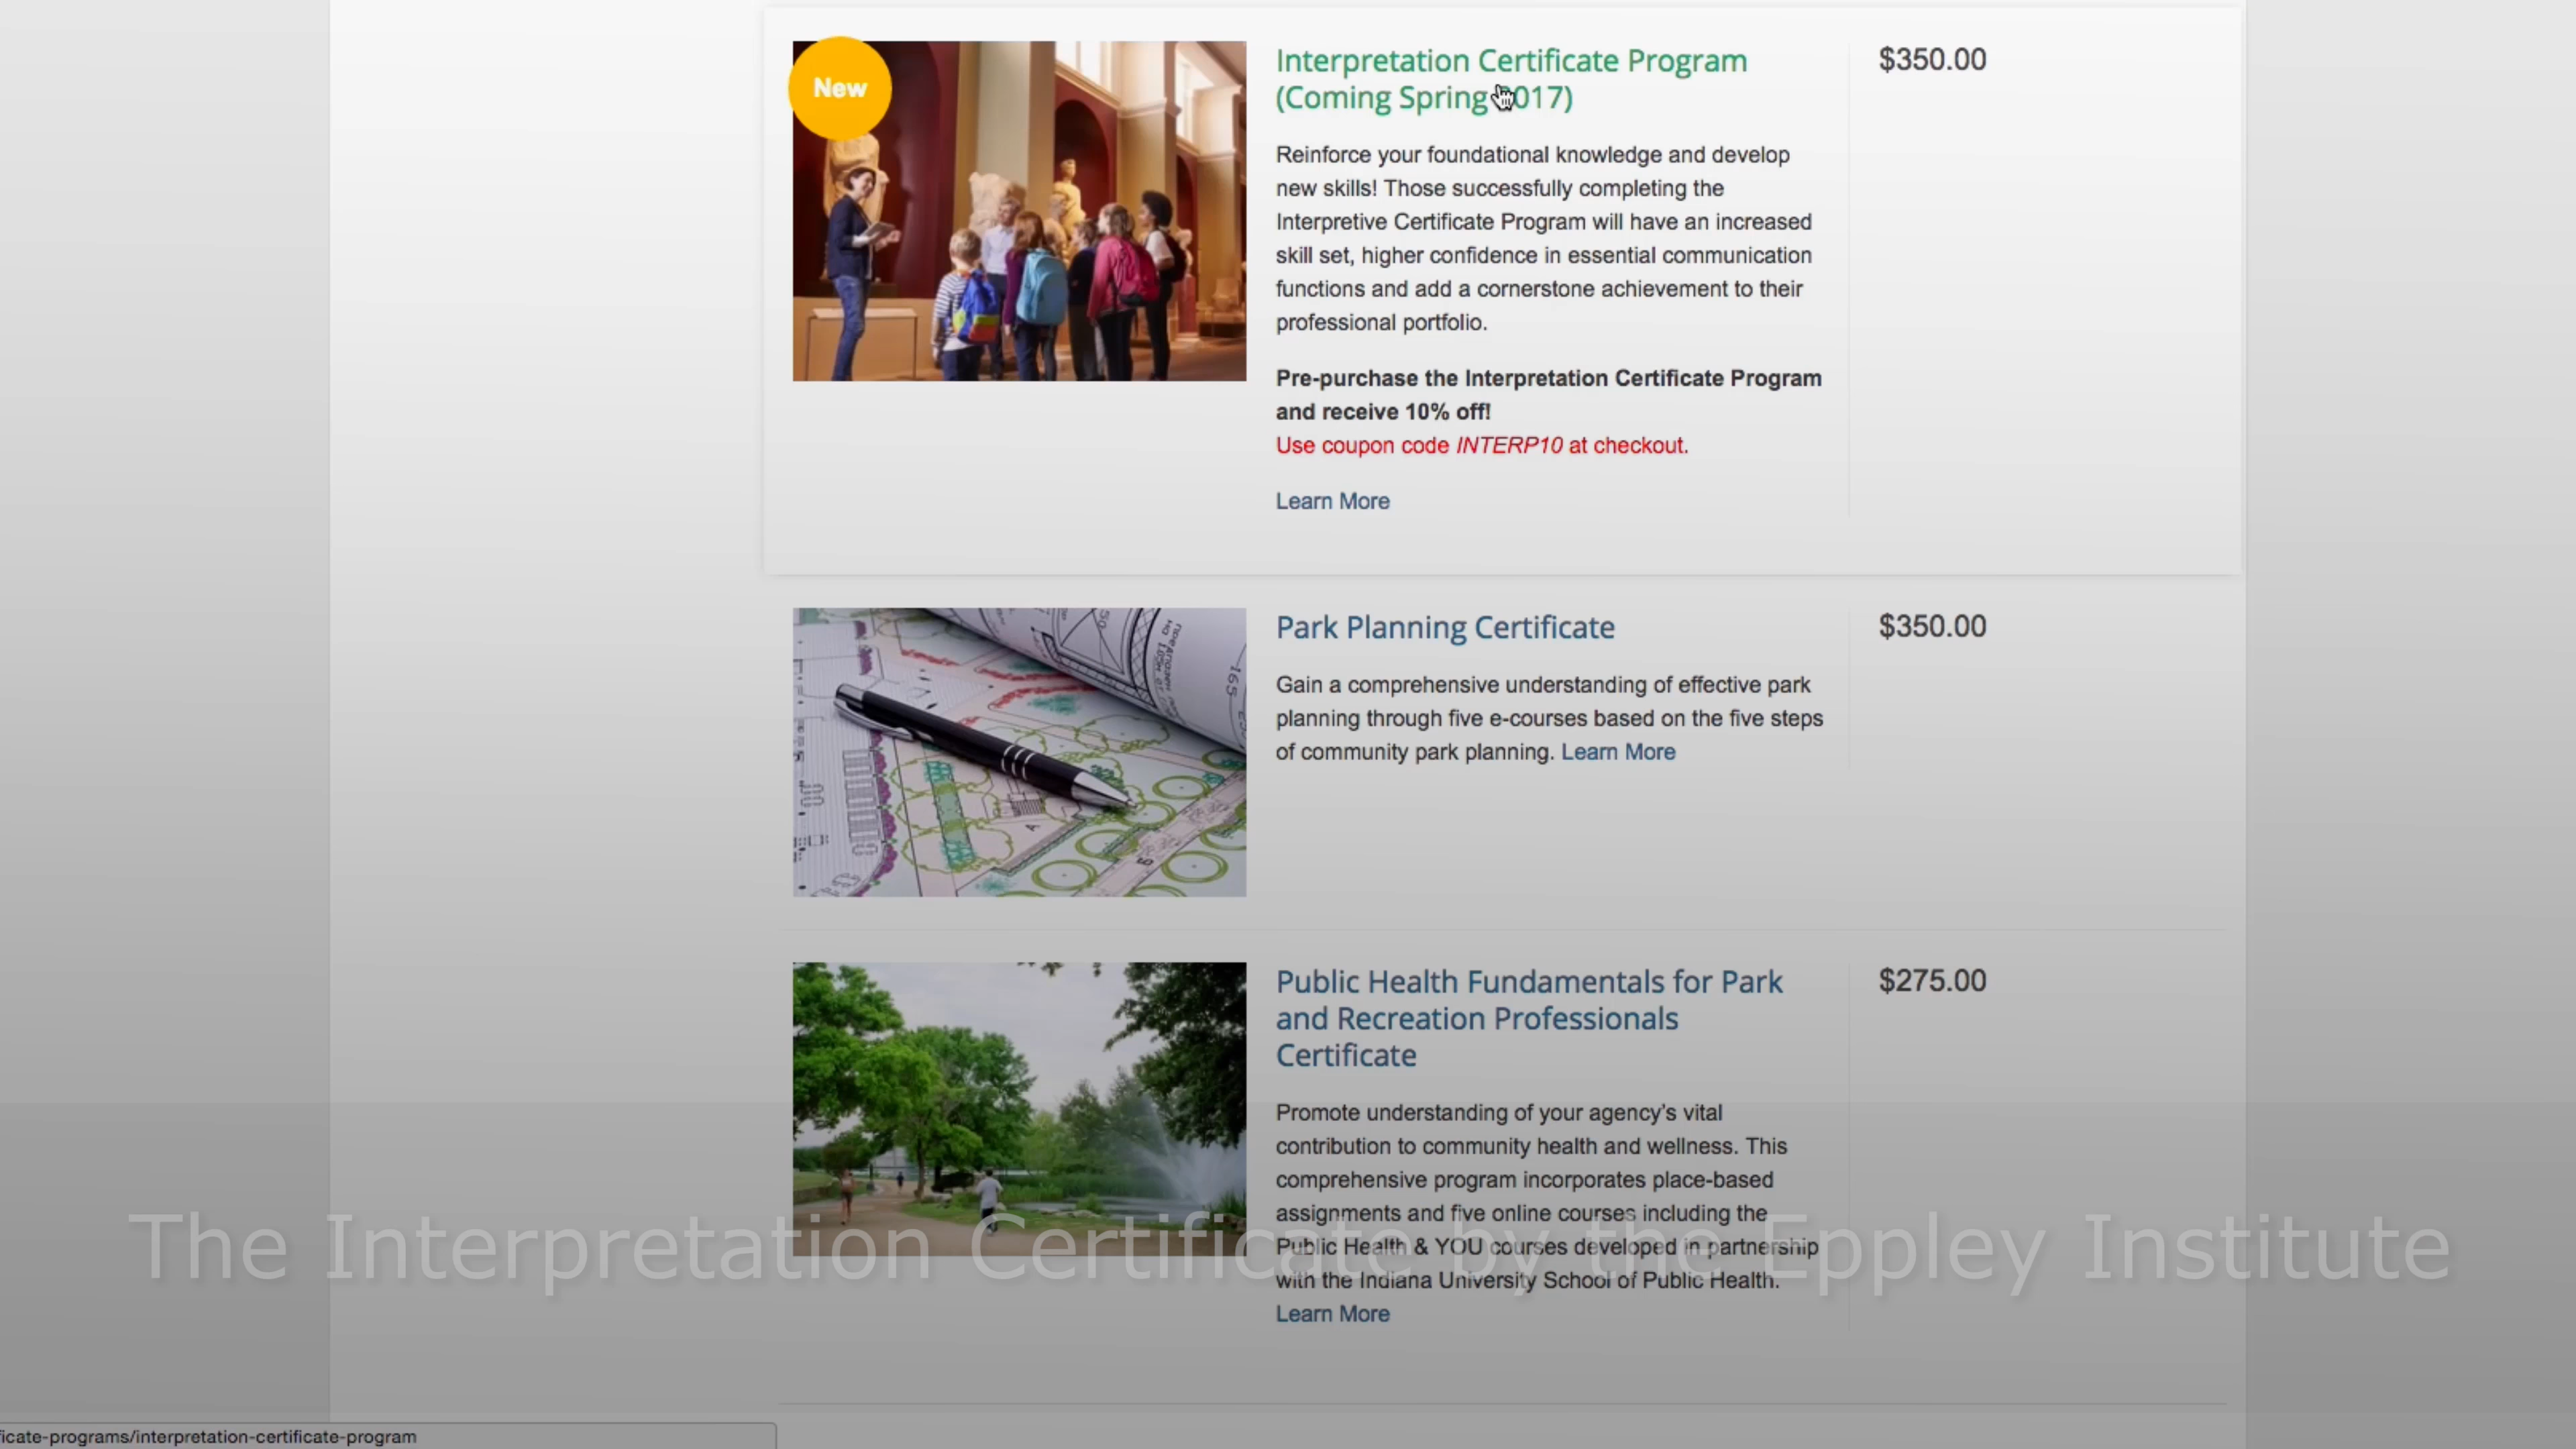 New
Interpretation Certificate Program
(Coming Spring 2017)
$350.00
Reinforce your foundational knowledge and develop
new skills! Those successfully completing the
Interpretive Certificate Program will have an increased
skill set, higher confidence in essential communication
functions and add a cornerstone achievement to their
professional portfolio.
Pre-purchase the Interpretation Certificate Program
and receive 10% off!
Use coupon code INTERP10 at checkout.
Learn More
Park Planning Certificate
$350.00
Gain a comprehensive understanding of effective park
planning through five e-courses based on the five steps
of community park planning. Learn More
Public Health Fundamentals for Park
and Recreation Professionals
Certificate
$275.00
Promote understanding of your agency's vital
contribution to community health and wellness. This
comprehensive program incorporates place-based
assignments and five online courses including the
Public Health & YOU courses developed in partnership
with the Indiana University School of Public Health.
Learn More
The Interpretation Certificate by the Eppley Institute
icate-programs/interpretation-certificate-program